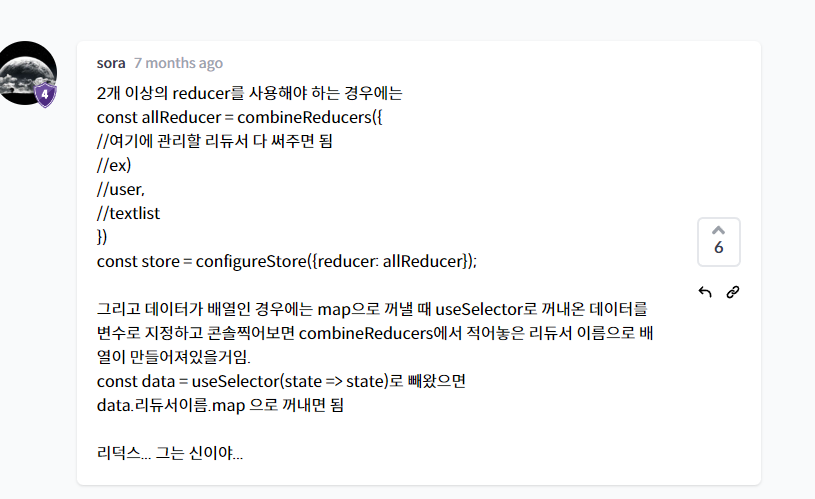 sora 7 months ago
4
2개 이상의 reducer를 사용해야 하는 경우에는
const allReducer = combineReducers({
//여기에 관리할 리듀서 다 써주면 됨
//ex)
//user,
//textlist
})
const store = configureStore({reducer: allReducer});
6
그리고 데이터가 배열인 경우에는 map으로 꺼낼 때 useSelector로 꺼내온 데이터를
변수로 지정하고 콘솔찍어보면 combineReducers에서 적어놓은 리듀서 이름으로 배
열이 만들어져있을거임.
const data = useSelector(state => state)로 빼왔으면
data.리듀서이름.map 으로 꺼내면 됨
리덕스... 그는 신이야...